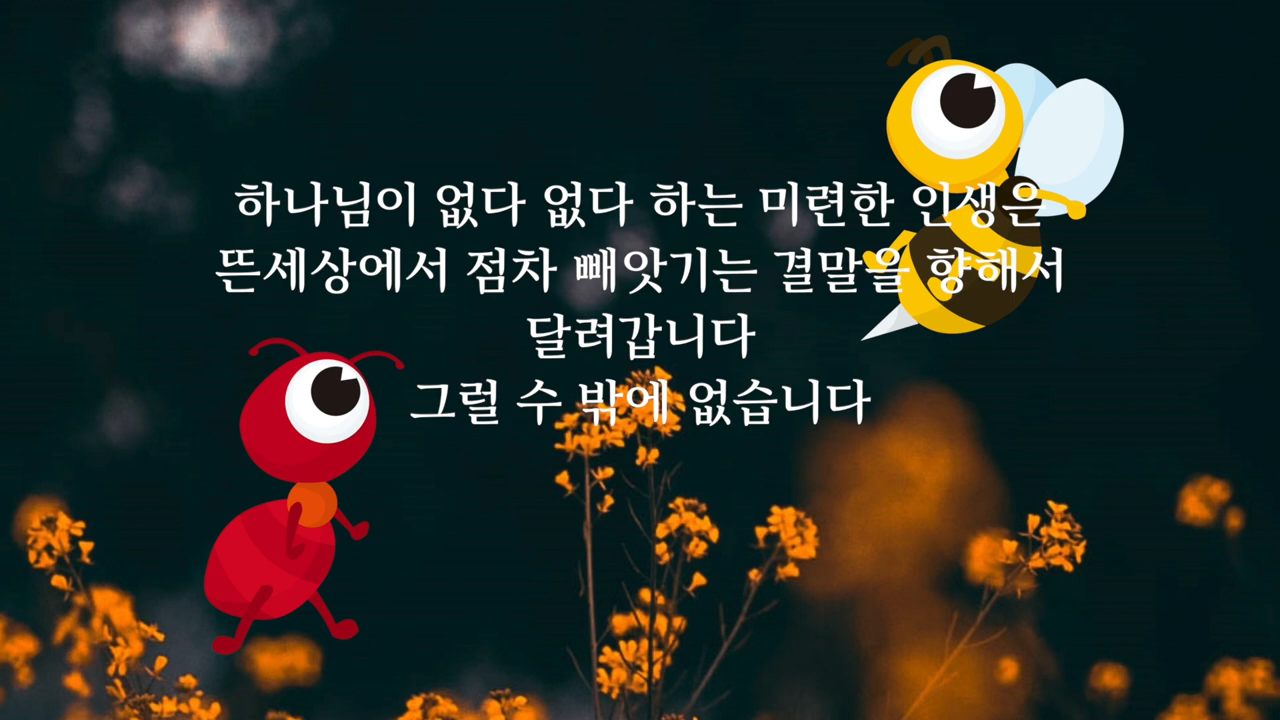 하나님이 없다 없다 하는 미련한 인생은
뜬세상에서 점차 빼앗기는 결말을 향해서
달려갑니다
그럴 수 밖에 없습니다